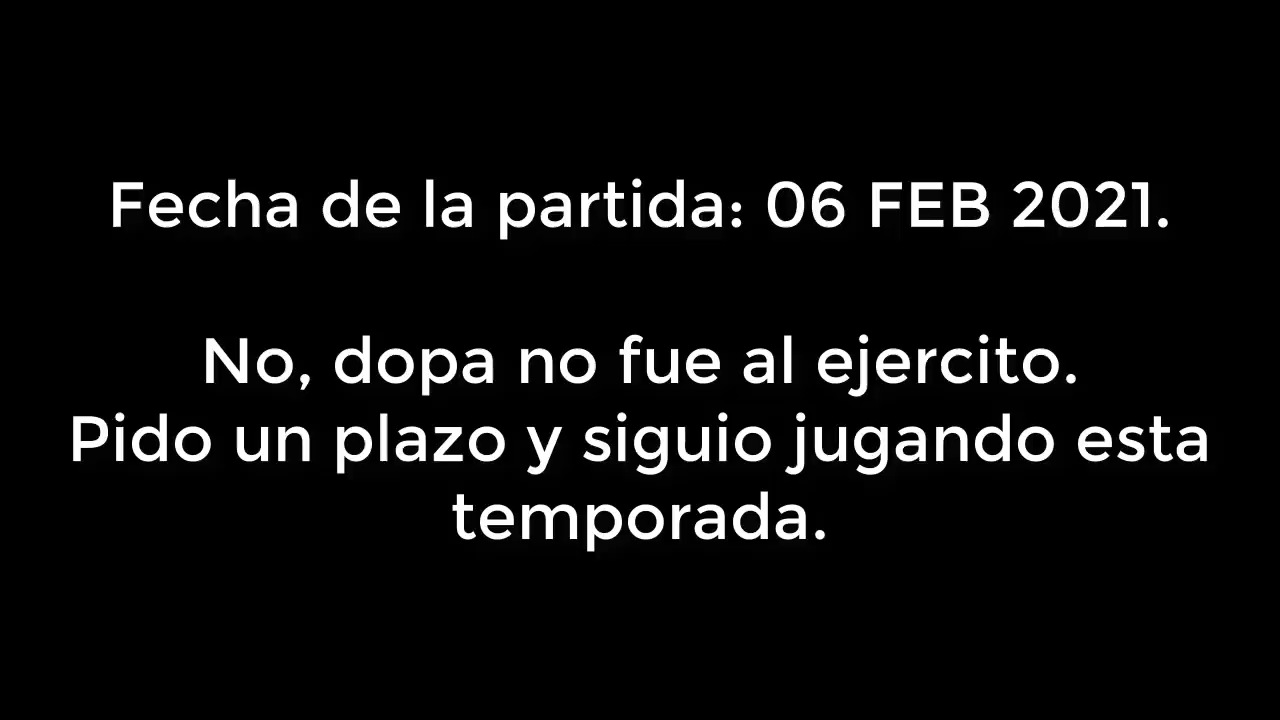 Fecha de la partida: 06 FEB 2021.
No, dopa no fue al ejercito.
Pido un plazo y siguio jugando esta
temporada.